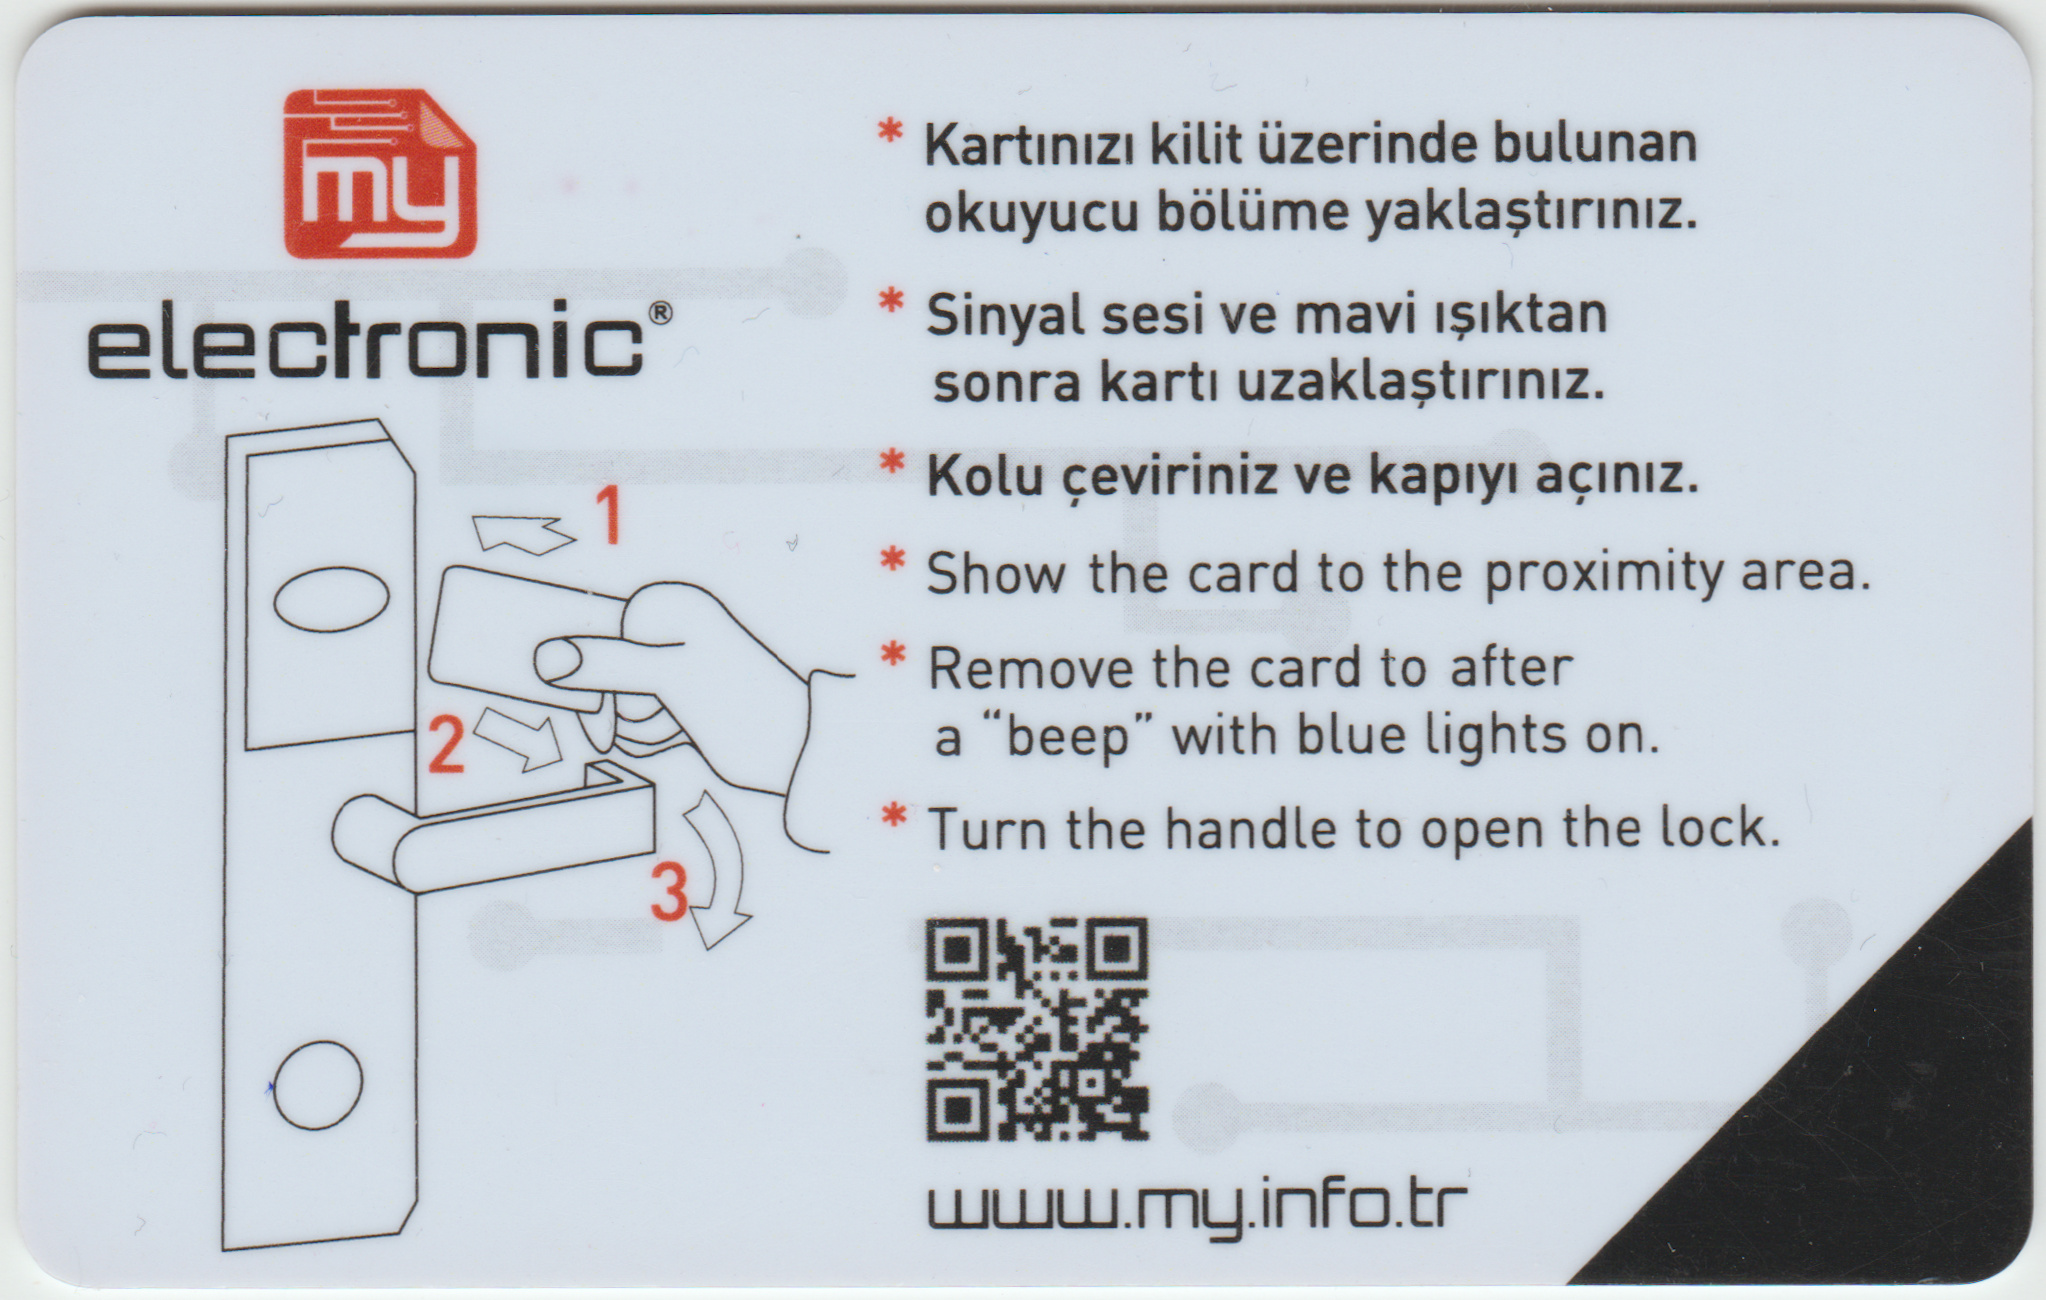 my
electronic®
* Kartınızı kilit üzerinde bulunan
okuyucu bölüme yaklaştırınız.
* Sinyal sesi ve mavi ışıktan
sonra kartı uzaklaştırınız.
* Kolu çeviriniz ve kapıyı açınız.
* Show the card to the proximity area.
* Remove the card to after
a “beep” with blue lights on.
* Turn the handle to open the lock.
1
2
3
www.my.info.tr